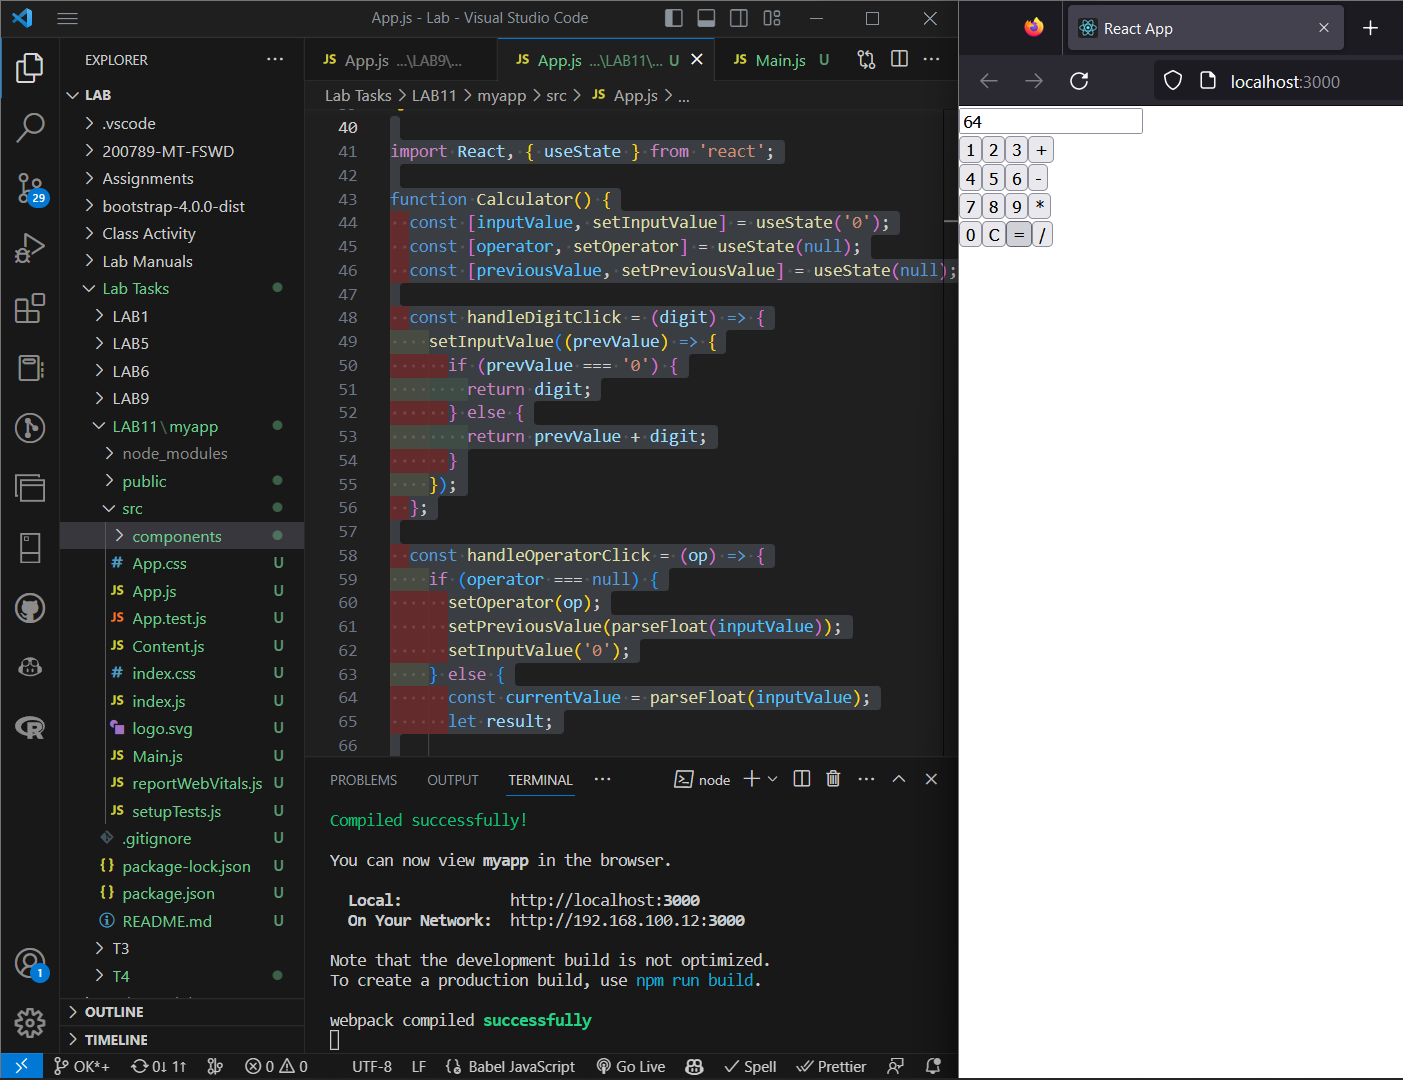 App.js - Lab - Visual Studio Code
EXPLORER
LAB
.vscode
200789-MT-FSWD
Assignments
bootstrap-4.0.0-dist
Class Activity
Lab Manuals
Lab Tasks
LAB1
LAB5
LAB6
LAB9
LAB11\myapp
node_modules
public
src
components
# App.css U
JS App.js U
JS App.test.js U
JS Content.js U
# index.css U
JS index.js U
logo.svg U
JS Main.js U
JS reportWebVitals.js U
JS setupTests.js U
.gitignore U
{} package-lock.json U
{} package.json U
README.md U
T3
T4
OUTLINE
TIMELINE
29
1
JS App.js ...\LAB9\...
JS App.js ...\LAB11\... U
JS Main.js U
Lab Tasks > LAB11 > myapp > src > JS App.js > ...
40
41 import React, { useState } from 'react';
42
43 function Calculator() {
44 const [inputValue, setInputValue] = useState('0');
45 const [operator, setOperator] = useState(null);
46 const [previousValue, setPreviousValue] = useState(null);
47
48 const handleDigitClick = (digit) => {
49 setInputValue((prevValue) => {
50 if (prevValue === '0') {
51 return digit;
52 } else {
53 return prevValue + digit;
54 }
55 });
56 };
57
58 const handleOperatorClick = (op) => {
59 if (operator === null) {
60 setOperator(op);
61 setPreviousValue(parseFloat(inputValue));
62 setInputValue('0');
63 } else {
64 const currentValue = parseFloat(inputValue);
65 let result;
66
PROBLEMS OUTPUT TERMINAL ... node
Compiled successfully!
You can now view myapp in the browser.
Local: http://localhost:3000
On Your Network: http://192.168.100.12:3000
Note that the development build is not optimized.
To create a production build, use npm run build.
webpack compiled successfully
OK*+ 0↓ 1↑ 0 0 UTF-8 LF {} Babel JavaScript Go Live Spell Prettier
React App
localhost:3000
64
1 2 3 +
4 5 6 -
7 8 9 *
0 C = /